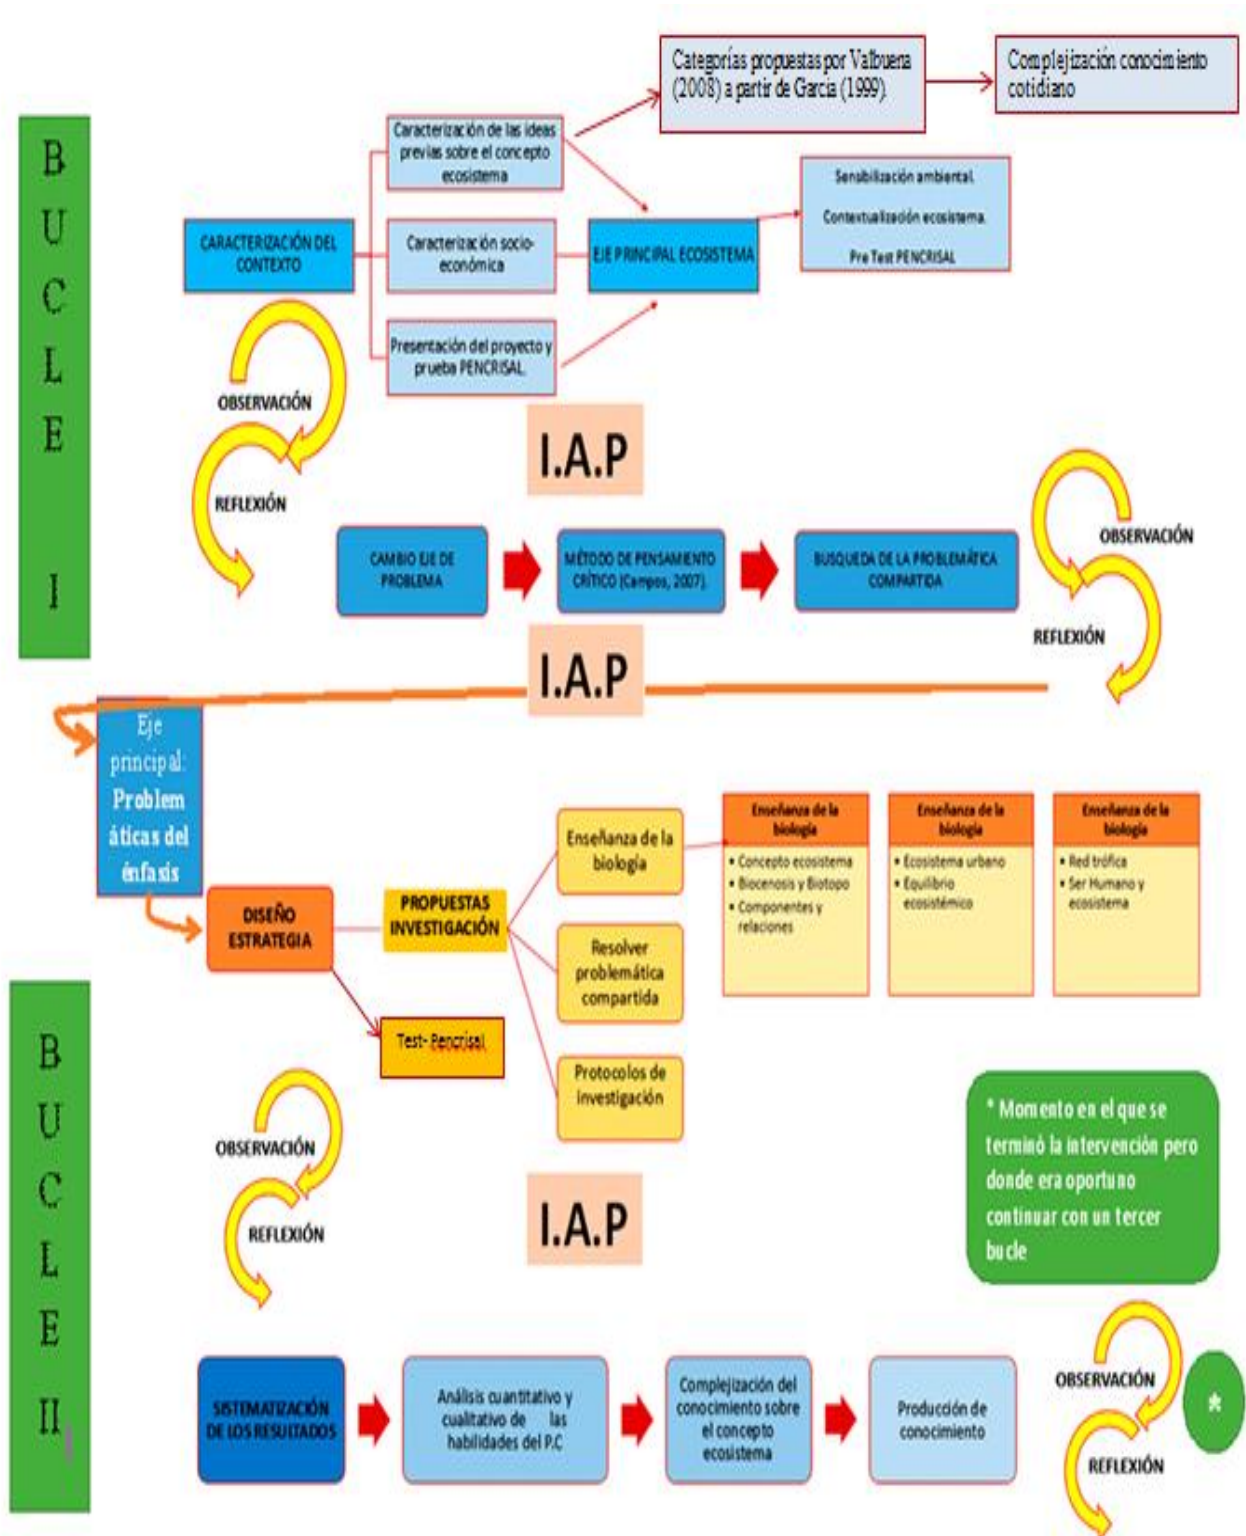 BUCLE I
Categorías propuestas por Valbuena
(2008) a partir de García (1999).
Complejización conocimiento
cotidiano
Caracterización de las ideas
previas sobre el concepto
ecosistema
CARACTERIZACIÓN DEL
CONTEXTO
Caracterización socio-
económica
EJE PRINCIPAL ECOSISTEMA
Sensibilización ambiental.
Contextualización ecosistema.
Pre Test PENCRISAL
Presentación del proyecto y
prueba PENCRISAL.
OBSERVACIÓN
REFLEXIÓN
I.A.P
CAMBIO EJE DE
PROBLEMA
MÉTODO DE PENSAMIENTO
CRÍTICO (Campos, 2007).
BUSQUEDA DE LA PROBLEMÁTICA
COMPARTIDA
OBSERVACIÓN
REFLEXIÓN
I.A.P
Eje
principal:
Problem
áticas del
énfasis
DISEÑO
ESTRATEGIA
PROPUESTAS
INVESTIGACIÓN
Test- Pencrisal
Enseñanza de la
biología
Resolver
problemática
compartida
Protocolos de
investigación
Enseñanza de la
biología
• Concepto ecosistema
• Biocenosis y Biotopo
• Componentes y
relaciones
Enseñanza de la
biología
• Ecosistema urbano
• Equilibrio
ecosistémico
Enseñanza de la
biología
• Red trófica
• Ser Humano y
ecosistema
BUCLE II
OBSERVACIÓN
REFLEXIÓN
I.A.P
* Momento en el que se
terminó la intervención pero
donde era oportuno
continuar con un tercer
bucle
SISTEMATIZACIÓN
DE LOS RESULTADOS
Análisis cuantitativo y
cualitativo de las
habilidades del P.C
Complejización del
conocimiento sobre
el concepto
ecosistema
Producción de
conocimiento
OBSERVACIÓN
REFLEXIÓN
*